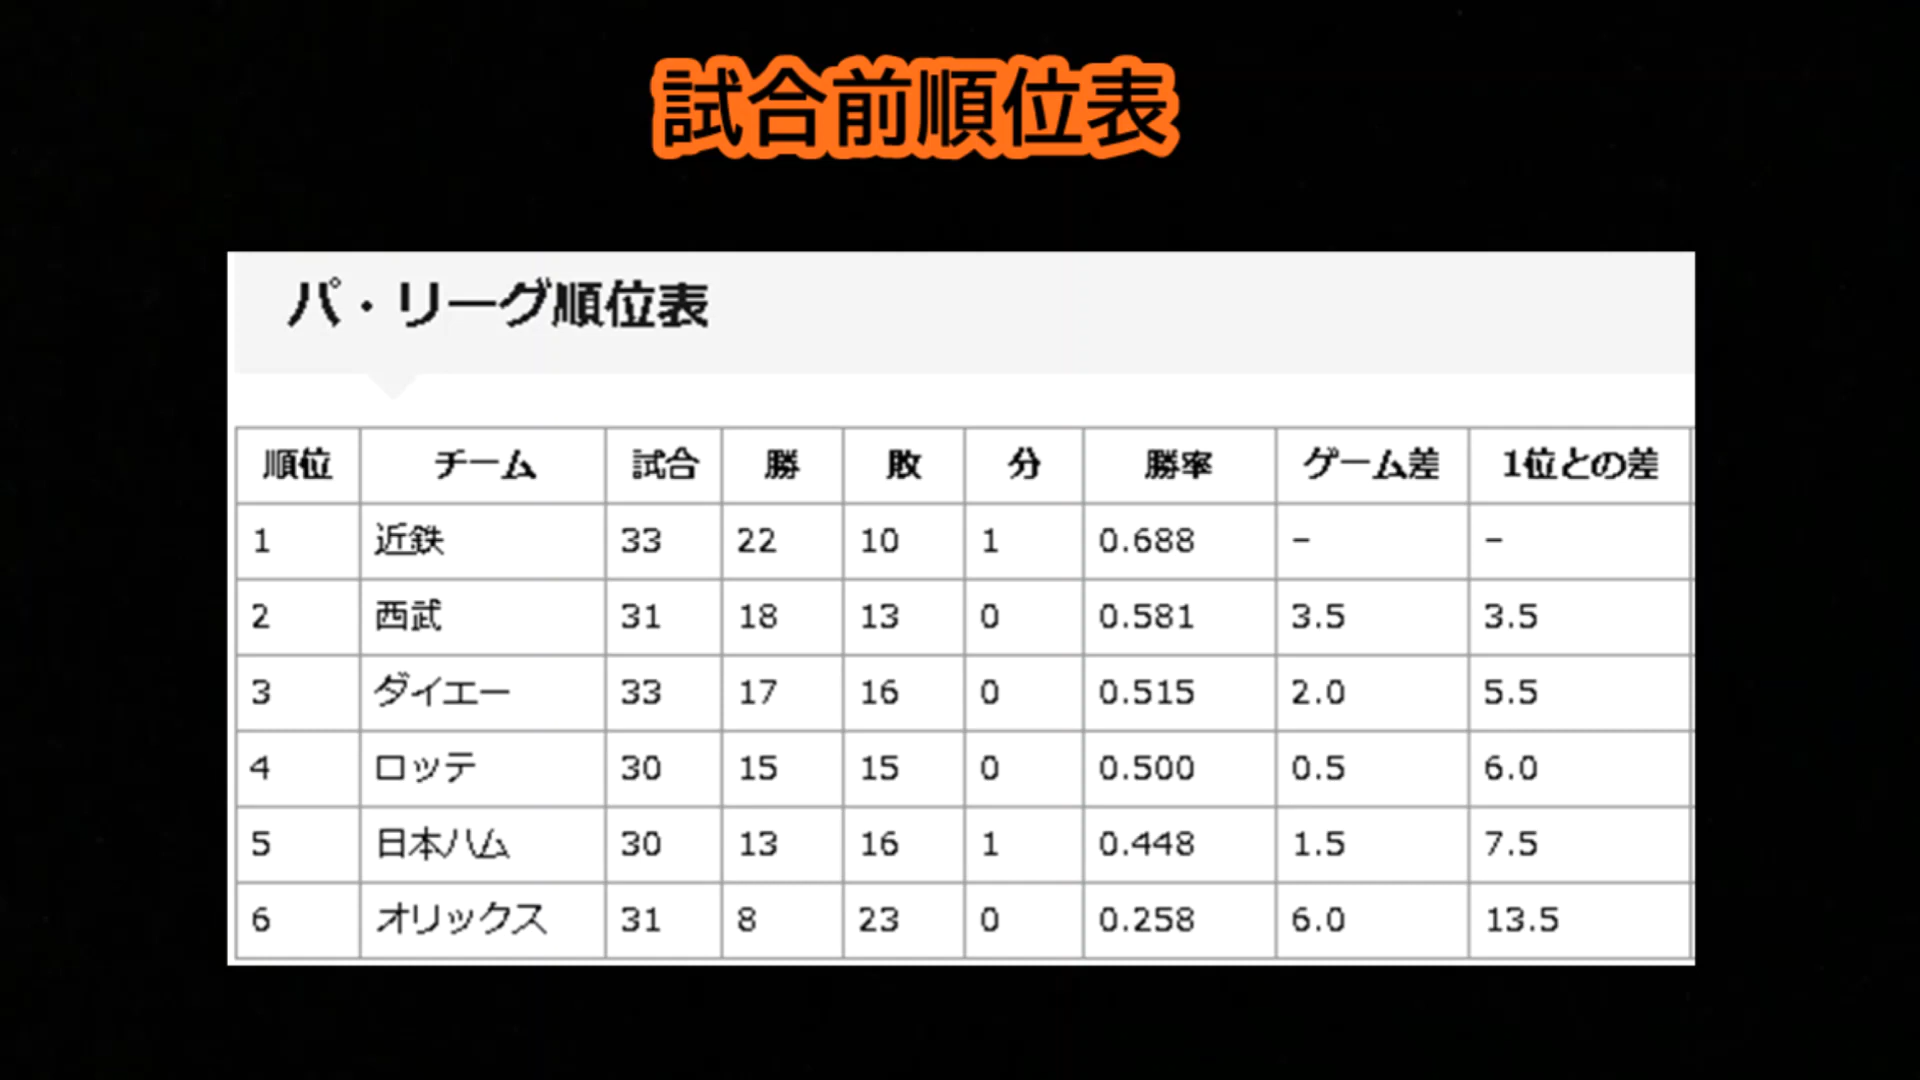 試合前順位表
パ・リーグ順位表
順位 チーム 試合 勝 敗 分 勝率 ゲーム差 1位との差
1 近鉄 33 22 10 1 0.688 － －
2 西武 31 18 13 0 0.581 3.5 3.5
3 ダイエー 33 17 16 0 0.515 2.0 5.5
4 ロッテ 30 15 15 0 0.500 0.5 6.0
5 日本ハム 30 13 16 1 0.448 1.5 7.5
6 オリックス 31 8 23 0 0.258 6.0 13.5